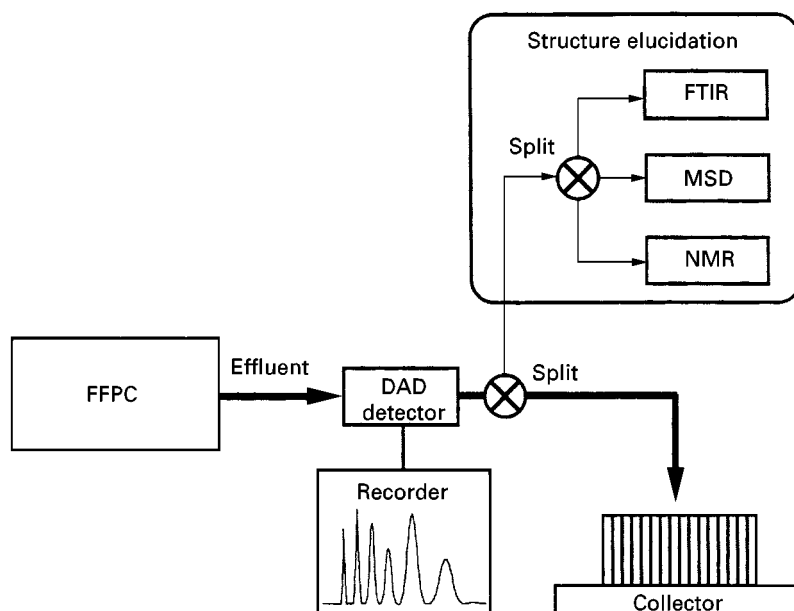 Structure elucidation
FTIR
Split
MSD
NMR
FFPC
Effluent
DAD
detector
Split
Recorder
Collector